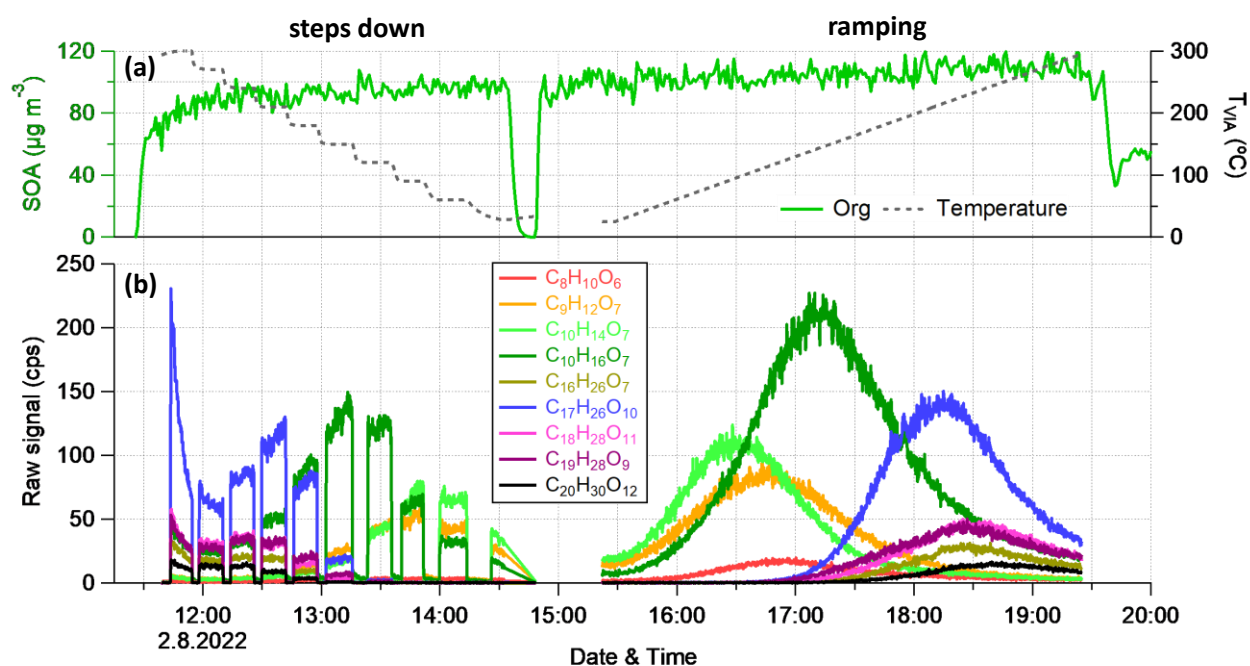 steps down
ramping
(a)
120
80
40
0
SOA (µg m⁻³)
300
200
100
0
T_VIA (ºC)
Org
Temperature
(b)
250
200
150
100
50
0
Raw signal (cps)
C₈H₁₀O₆
C₉H₁₂O₇
C₁₀H₁₄O₇
C₁₀H₁₆O₇
C₁₆H₂₆O₇
C₁₇H₂₆O₁₀
C₁₈H₂₈O₁₁
C₁₉H₂₈O₉
C₂₀H₃₀O₁₂
12:00 13:00 14:00 15:00 16:00 17:00 18:00 19:00 20:00
2.8.2022
Date & Time